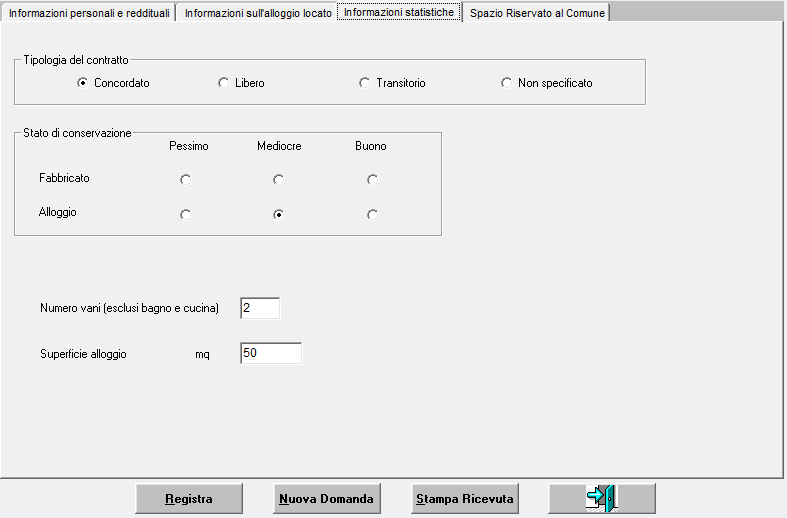 Informazioni personali e reddituali Informazioni sull'alloggio locato Informazioni statistiche Spazio Riservato al Comune
Tipologia del contratto
Concordato Libero Transitorio Non specificato
Stato di conservazione
Pessimo Mediocre Buono
Fabbricato
Alloggio
Numero vani (esclusi bagno e cucina) 2
Superficie alloggio mq 50
Registra Nuova Domanda Stampa Ricevuta